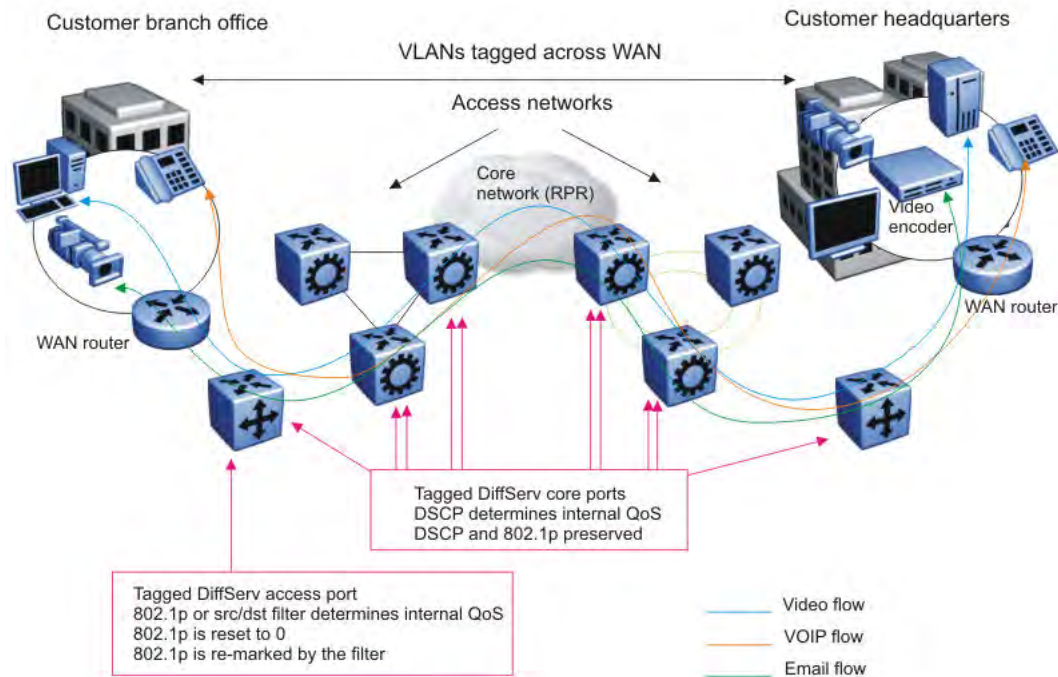 Customer branch office
Customer headquarters
VLANs tagged across WAN
Access networks
Core
network (RPR)
Video
encoder
WAN router
WAN router
Tagged DiffServ core ports
DSCP determines internal QoS
DSCP and 802.1p preserved
Tagged DiffServ access port
802.1p or src/dst filter determines internal QoS
802.1p is reset to 0
802.1p is re-marked by the filter
Video flow
VOIP flow
Email flow